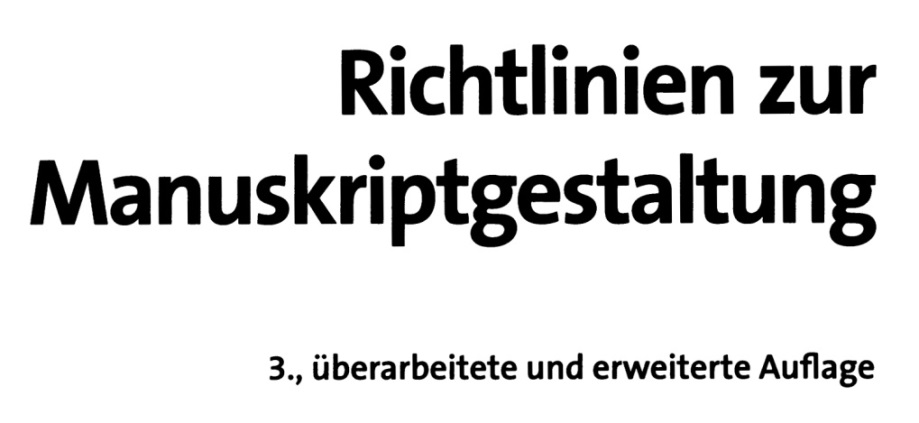 Richtlinien zur
Manuskriptgestaltung
3., überarbeitete und erweiterte Auflage